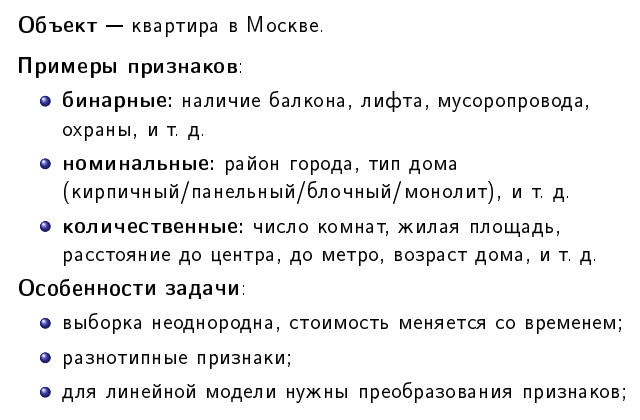 Объект — квартира в Москве.
Примеры признаков:
бинарные: наличие балкона, лифта, мусоропровода,
охраны, и т. д.
номинальные: район города, тип дома
(кирпичный/панельный/блочный/монолит), и т. д.
количественные: число комнат, жилая площадь,
расстояние до центра, до метро, возраст дома, и т. д.
Особенности задачи:
выборка неоднородна, стоимость меняется со временем;
разнотипные признаки;
для линейной модели нужны преобразования признаков;